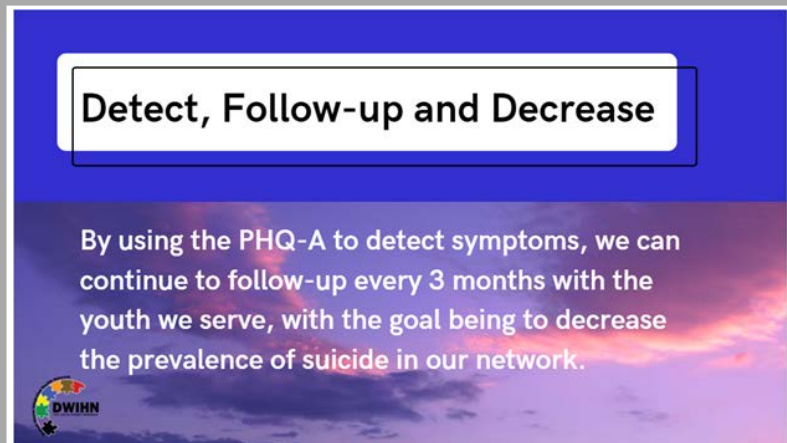 Detect, Follow-up and Decrease
By using the PHQ-A to detect symptoms, we can
continue to follow-up every 3 months with the
youth we serve, with the goal being to decrease
the prevalence of suicide in our network.
DWIHN